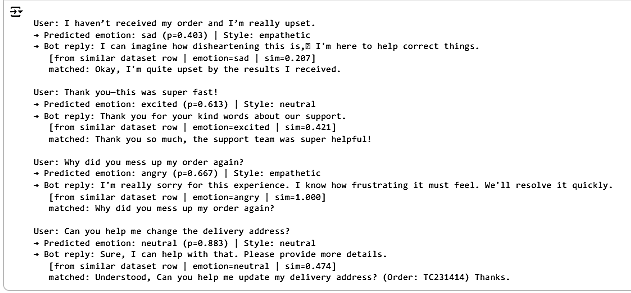 User: I haven’t received my order and I’m really upset.
→ Predicted emotion: sad (p=0.403) | Style: empathetic
→ Bot reply: I can imagine how disheartening this is, I'm here to help correct things.
[from similar dataset row | emotion=sad | sim=0.207]
matched: Okay, I'm quite upset by the results I received.
User: Thank you—this was super fast!
→ Predicted emotion: excited (p=0.613) | Style: neutral
→ Bot reply: Thank you for your kind words about our support.
[from similar dataset row | emotion=excited | sim=0.421]
matched: Thank you so much, the support team was super helpful!
User: Why did you mess up my order again?
→ Predicted emotion: angry (p=0.667) | Style: empathetic
→ Bot reply: I'm really sorry for this experience. I know how frustrating it must feel. We’ll resolve it quickly.
[from similar dataset row | emotion=angry | sim=1.000]
matched: Why did you mess up my order again?
User: Can you help me change the delivery address?
→ Predicted emotion: neutral (p=0.883) | Style: neutral
→ Bot reply: Sure, I can help with that. Please provide more details.
[from similar dataset row | emotion=neutral | sim=0.474]
matched: Understood, Can you help me update my delivery address? (Order: TC231414) Thanks.